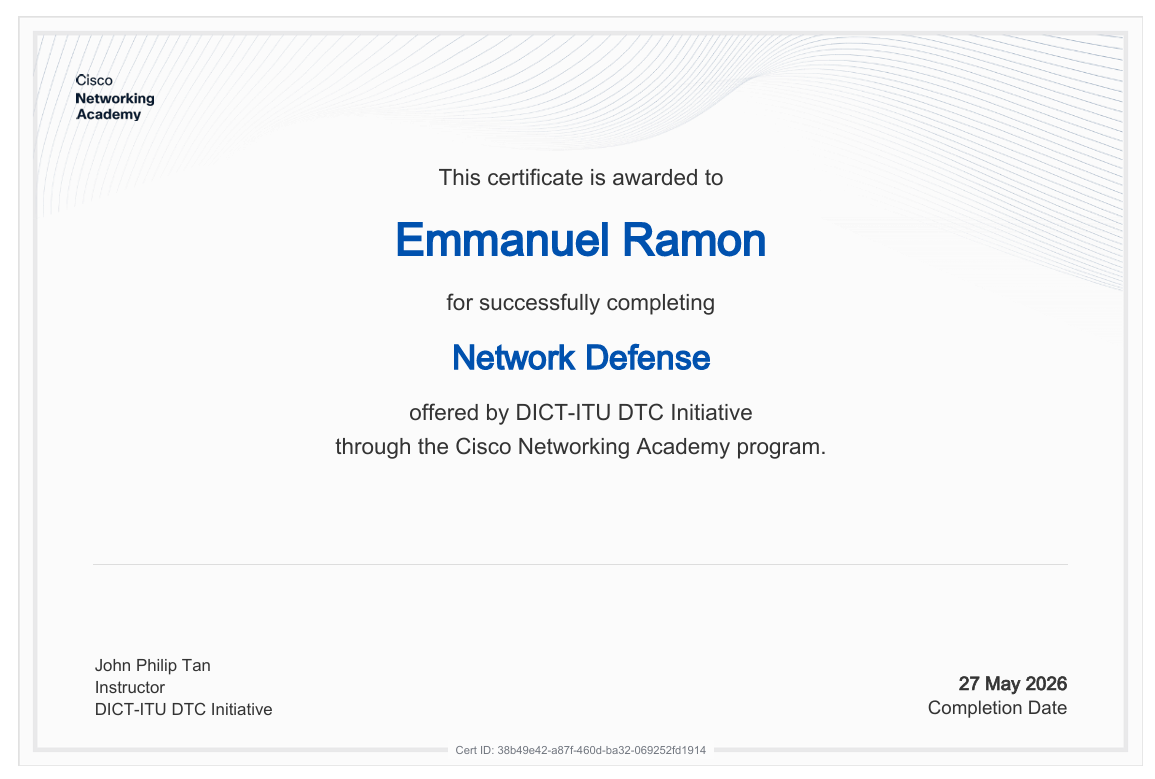 Cisco
Networking
Academy
This certificate is awarded to
Emmanuel Ramon
for successfully completing
Network Defense
offered by DICT-ITU DTC Initiative
through the Cisco Networking Academy program.
John Philip Tan
Instructor
DICT-ITU DTC Initiative
27 May 2026
Completion Date
Cert ID: 38b49e42-a87f-460d-ba32-069252fd1914